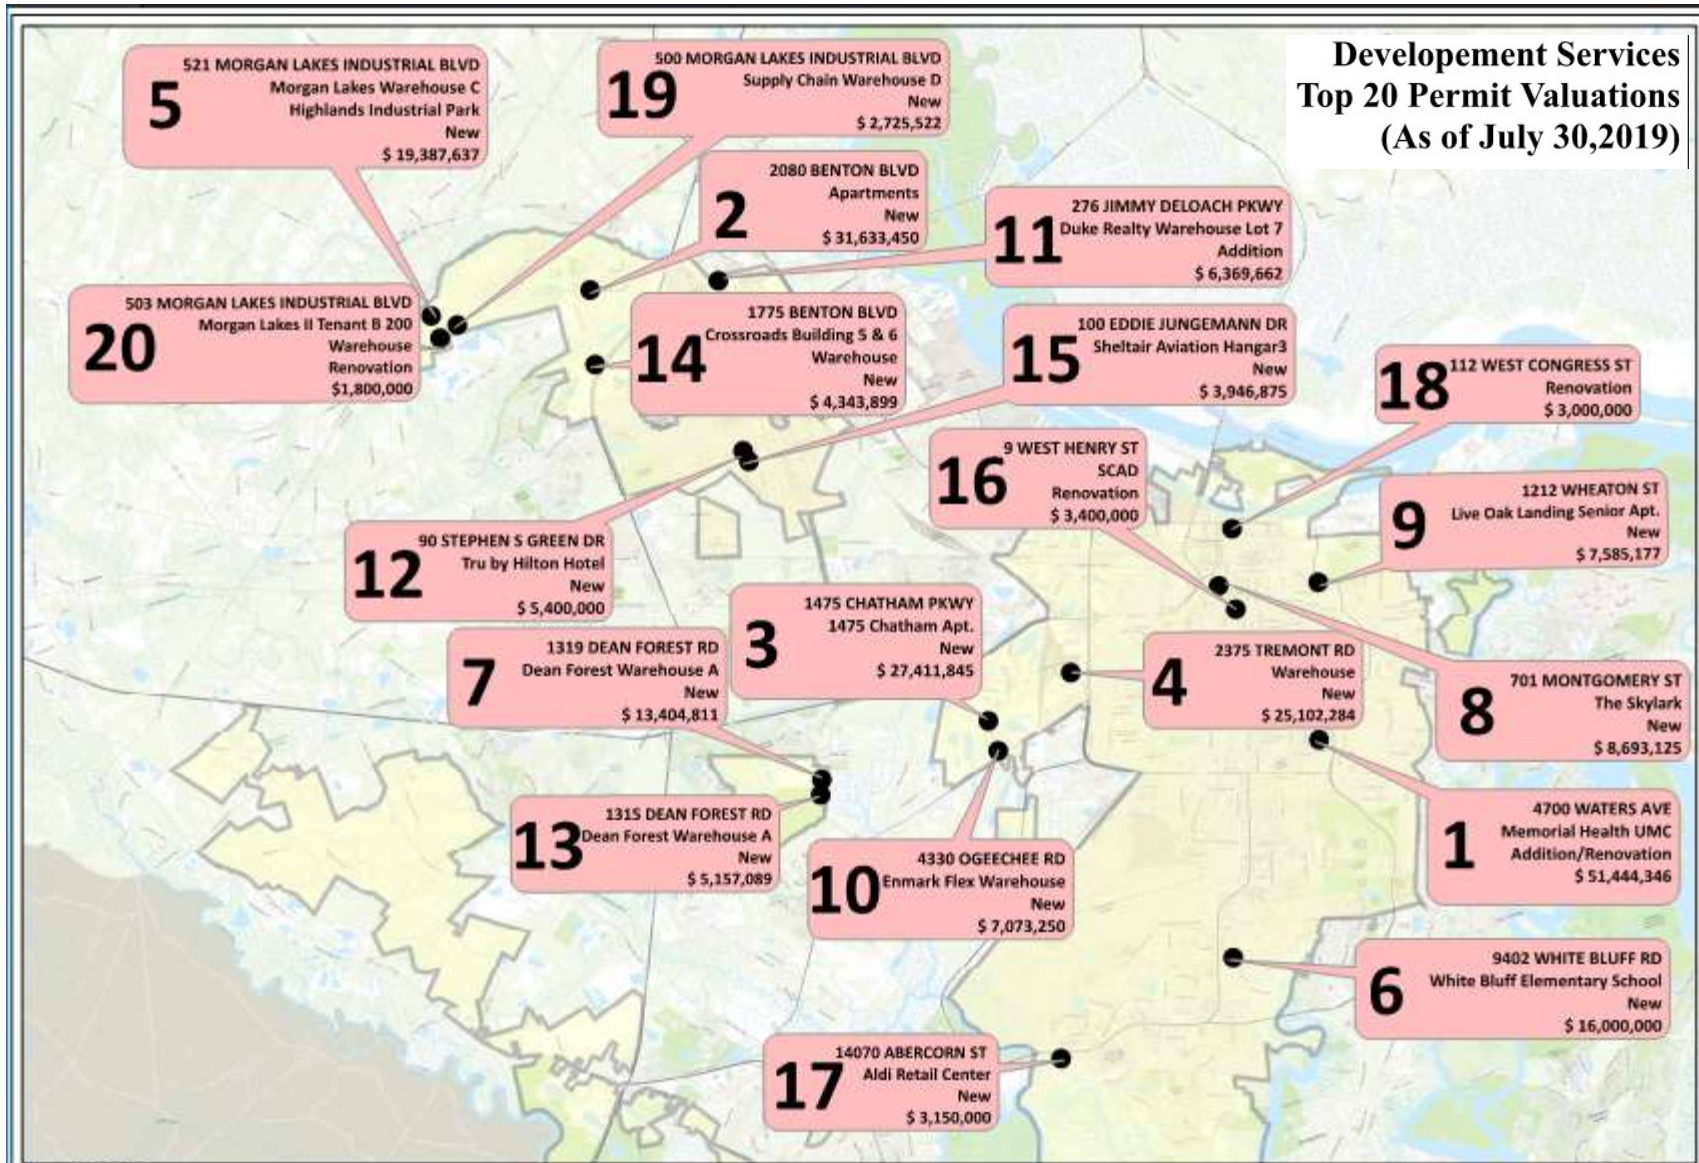 Developement Services
Top 20 Permit Valuations
(As of July 30,2019)
5
521 MORGAN LAKES INDUSTRIAL BLVD
Morgan Lakes Warehouse C
Highlands Industrial Park
New
$ 19,387,637
19
500 MORGAN LAKES INDUSTRIAL BLVD
Supply Chain Warehouse D
New
$ 2,725,522
2
2080 BENTON BLVD
Apartments
New
$ 31,633,450
11
276 JIMMY DELOACH PKWY
Duke Realty Warehouse Lot 7
Addition
$ 6,369,662
20
503 MORGAN LAKES INDUSTRIAL BLVD
Morgan Lakes II Tenant B 200
Warehouse
Renovation
$1,800,000
14
1775 BENTON BLVD
Crossroads Building 5 & 6
Warehouse
New
$ 4,343,899
15
100 EDDIE JUNGEMANN DR
Sheltair Aviation Hangar3
New
$ 3,946,875
18
112 WEST CONGRESS ST
Renovation
$ 3,000,000
16
9 WEST HENRY ST
SCAD
Renovation
$ 3,400,000
9
1212 WHEATON ST
Live Oak Landing Senior Apt.
New
$ 7,585,177
12
90 STEPHEN S GREEN DR
Tru by Hilton Hotel
New
$ 5,400,000
3
1475 CHATHAM PKWY
1475 Chatham Apt.
New
$ 27,411,845
7
1319 DEAN FOREST RD
Dean Forest Warehouse A
New
$ 13,404,811
4
2375 TREMONT RD
Warehouse
New
$ 25,102,284
8
701 MONTGOMERY ST
The Skylark
New
$ 8,693,125
13
1315 DEAN FOREST RD
Dean Forest Warehouse A
New
$ 5,157,089
10
4330 OGEECHEE RD
Enmark Flex Warehouse
New
$ 7,073,250
1
4700 WATERS AVE
Memorial Health UMC
Addition/Renovation
$ 51,444,346
6
9402 WHITE BLUFF RD
White Bluff Elementary School
New
$ 16,000,000
17
14070 ABERCORN ST
Aldi Retail Center
New
$ 3,150,000